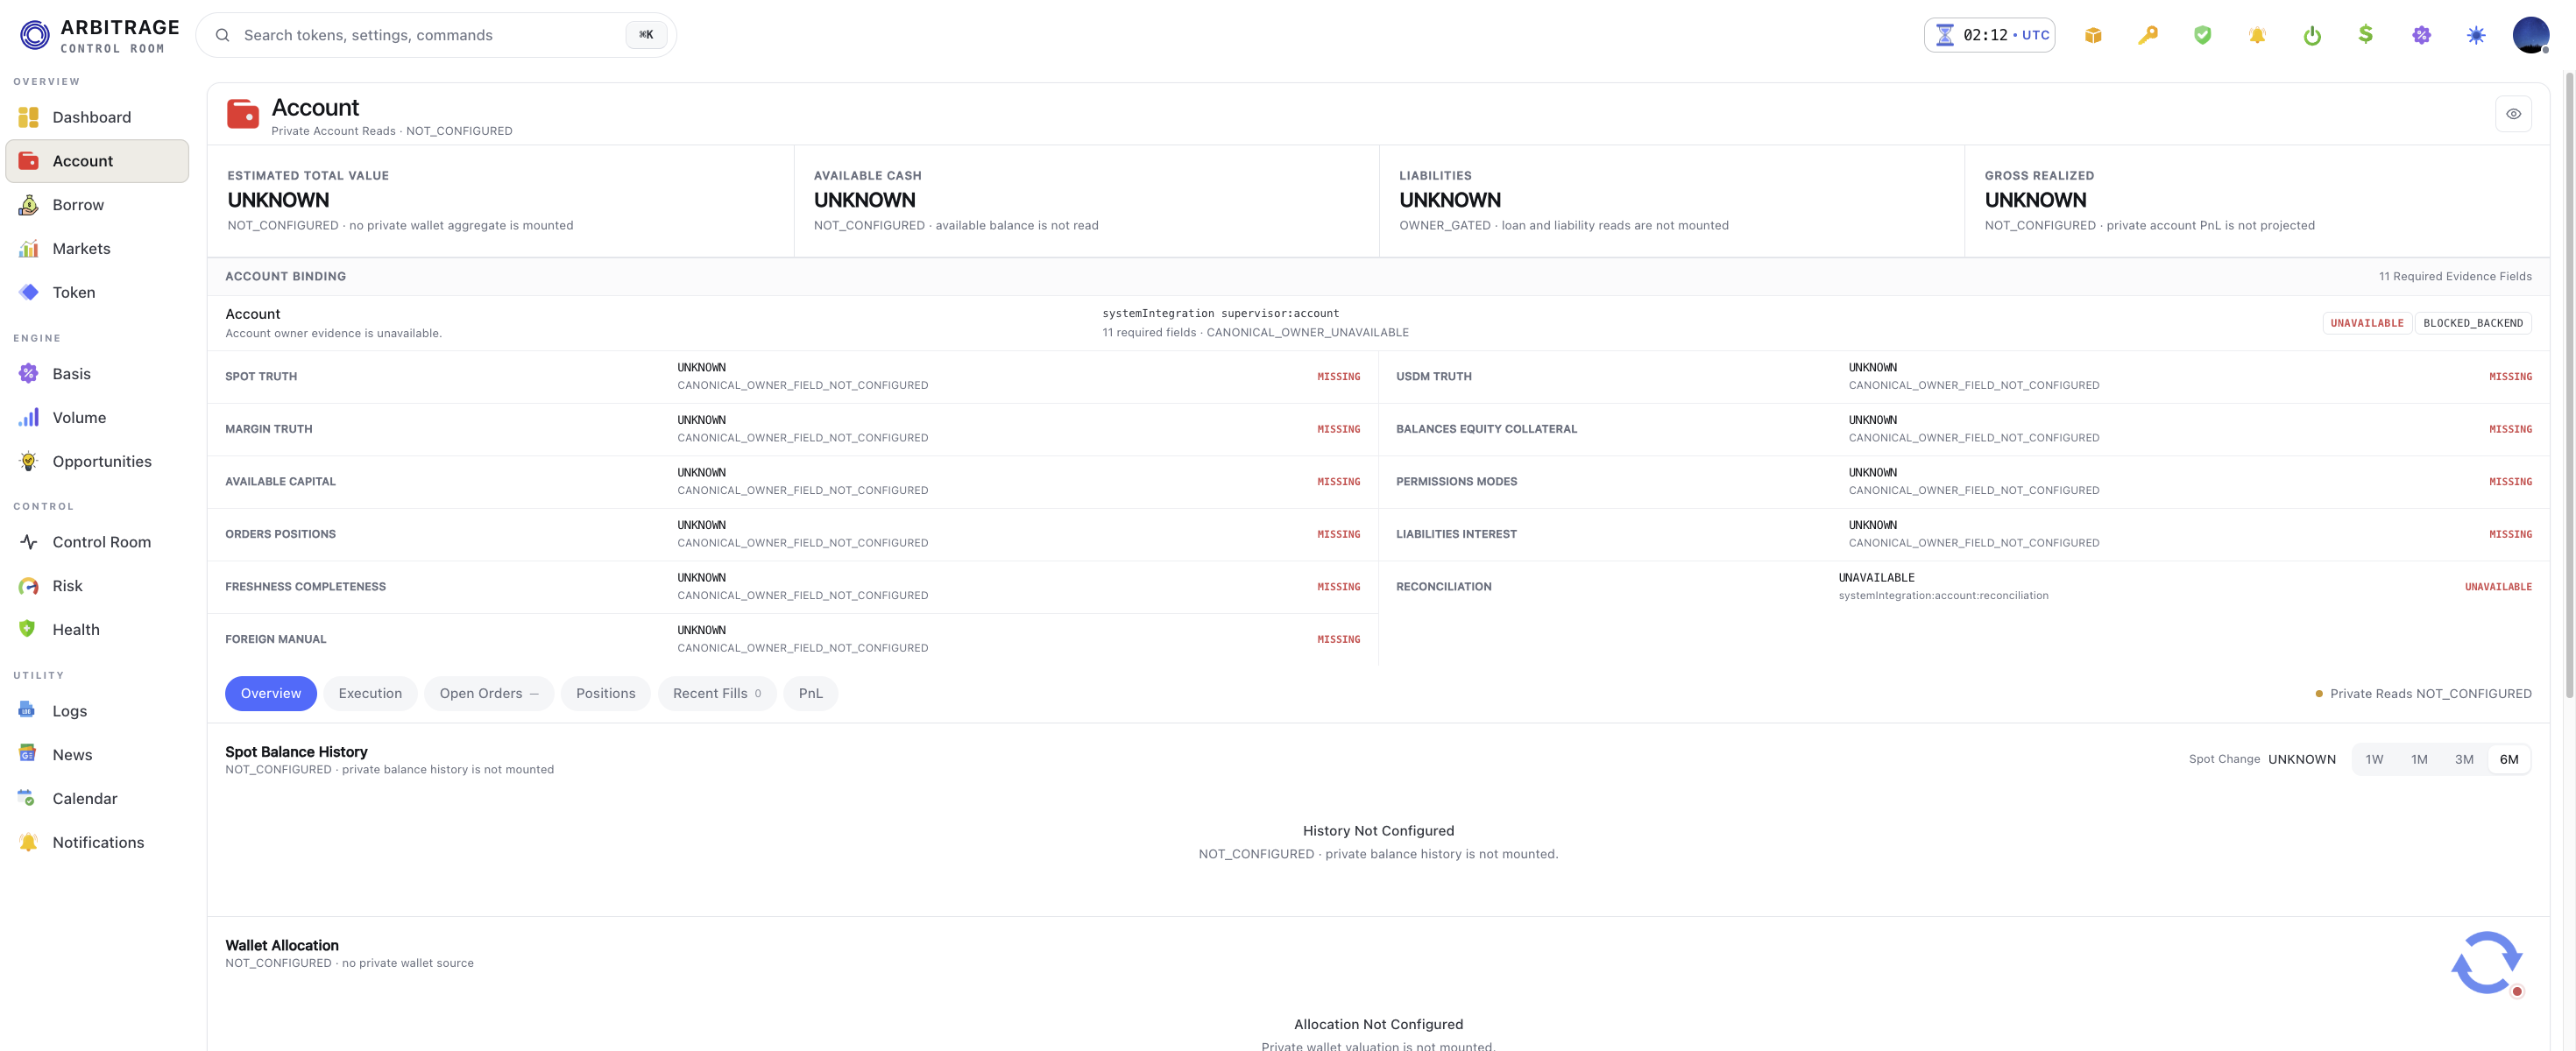 ARBITRAGE
CONTROL ROOM
Search tokens, settings, commands
⌘K
02:12 • UTC
OVERVIEW
Dashboard
Account
Borrow
Markets
Token
ENGINE
Basis
Volume
Opportunities
CONTROL
Control Room
Risk
Health
UTILITY
Logs
News
Calendar
Notifications
Account
Private Account Reads · NOT_CONFIGURED
ESTIMATED TOTAL VALUE
UNKNOWN
NOT_CONFIGURED · no private wallet aggregate is mounted
AVAILABLE CASH
UNKNOWN
NOT_CONFIGURED · available balance is not read
LIABILITIES
UNKNOWN
OWNER_GATED · loan and liability reads are not mounted
GROSS REALIZED
UNKNOWN
NOT_CONFIGURED · private account PnL is not projected
ACCOUNT BINDING
11 Required Evidence Fields
Account
Account owner evidence is unavailable.
systemIntegration supervisor:account
11 required fields · CANONICAL_OWNER_UNAVAILABLE
UNAVAILABLE
BLOCKED_BACKEND
SPOT TRUTH
UNKNOWN
CANONICAL_OWNER_FIELD_NOT_CONFIGURED
MISSING
USDM TRUTH
UNKNOWN
CANONICAL_OWNER_FIELD_NOT_CONFIGURED
MISSING
MARGIN TRUTH
UNKNOWN
CANONICAL_OWNER_FIELD_NOT_CONFIGURED
MISSING
BALANCES EQUITY COLLATERAL
UNKNOWN
CANONICAL_OWNER_FIELD_NOT_CONFIGURED
MISSING
AVAILABLE CAPITAL
UNKNOWN
CANONICAL_OWNER_FIELD_NOT_CONFIGURED
MISSING
PERMISSIONS MODES
UNKNOWN
CANONICAL_OWNER_FIELD_NOT_CONFIGURED
MISSING
ORDERS POSITIONS
UNKNOWN
CANONICAL_OWNER_FIELD_NOT_CONFIGURED
MISSING
LIABILITIES INTEREST
UNKNOWN
CANONICAL_OWNER_FIELD_NOT_CONFIGURED
MISSING
FRESHNESS COMPLETENESS
UNKNOWN
CANONICAL_OWNER_FIELD_NOT_CONFIGURED
MISSING
RECONCILIATION
UNAVAILABLE
systemIntegration:account:reconciliation
UNAVAILABLE
FOREIGN MANUAL
UNKNOWN
CANONICAL_OWNER_FIELD_NOT_CONFIGURED
MISSING
Overview
Execution
Open Orders —
Positions
Recent Fills 0
PnL
Private Reads NOT_CONFIGURED
Spot Balance History
NOT_CONFIGURED · private balance history is not mounted
Spot Change UNKNOWN
1W
1M
3M
6M
History Not Configured
NOT_CONFIGURED · private balance history is not mounted.
Wallet Allocation
NOT_CONFIGURED · no private wallet source
Allocation Not Configured
Private wallet valuation is not mounted.